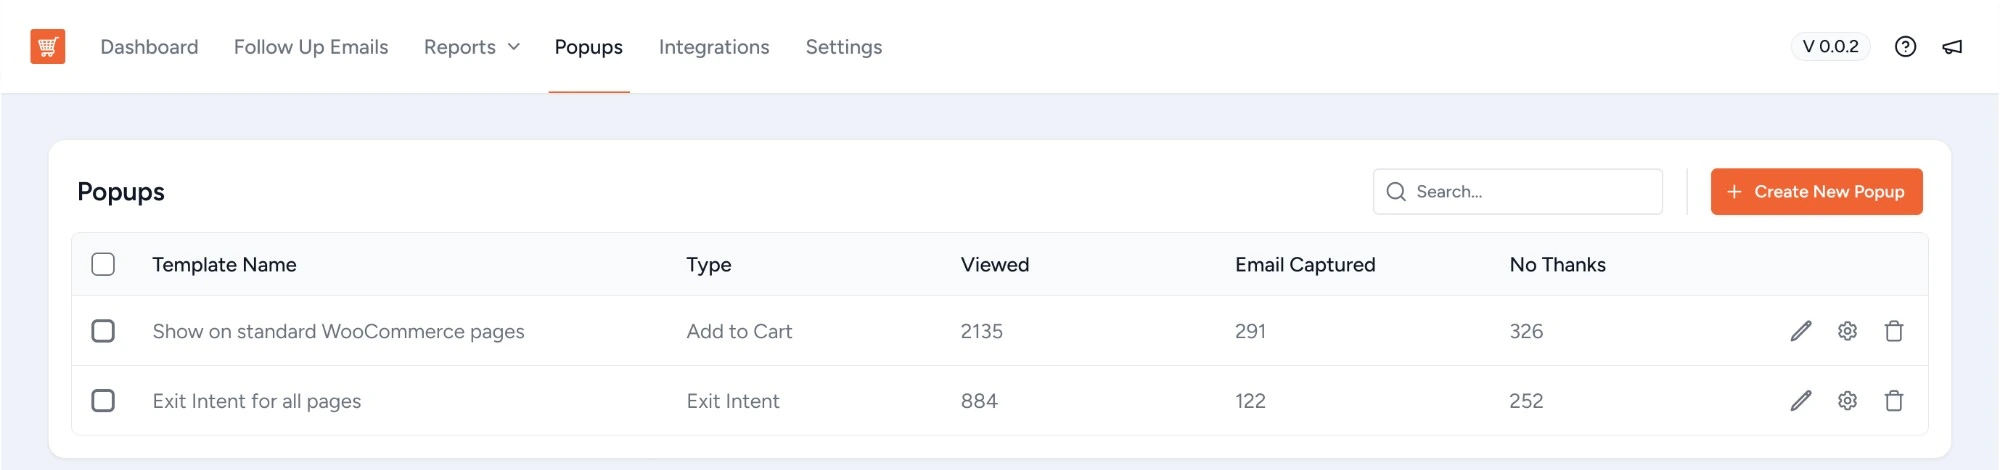 Dashboard Follow Up Emails Reports Popups Integrations Settings V 0.0.2
Popups Search... + Create New Popup
Template Name Type Viewed Email Captured No Thanks
Show on standard WooCommerce pages Add to Cart 2135 291 326
Exit Intent for all pages Exit Intent 884 122 252